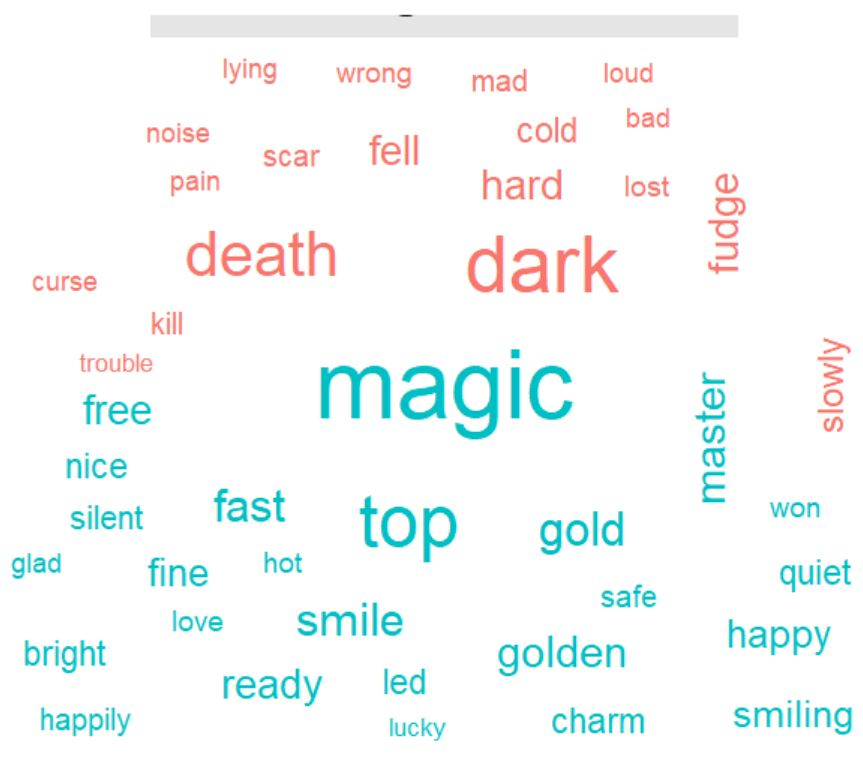 lying wrong mad loud
noise scar fell cold bad
pain hard lost
fudge
death dark
curse
kill
trouble
magic
slowly
free
master
nice
silent fast top gold won
glad fine hot quiet
love smile safe
bright golden happy
ready led
happily lucky charm smiling